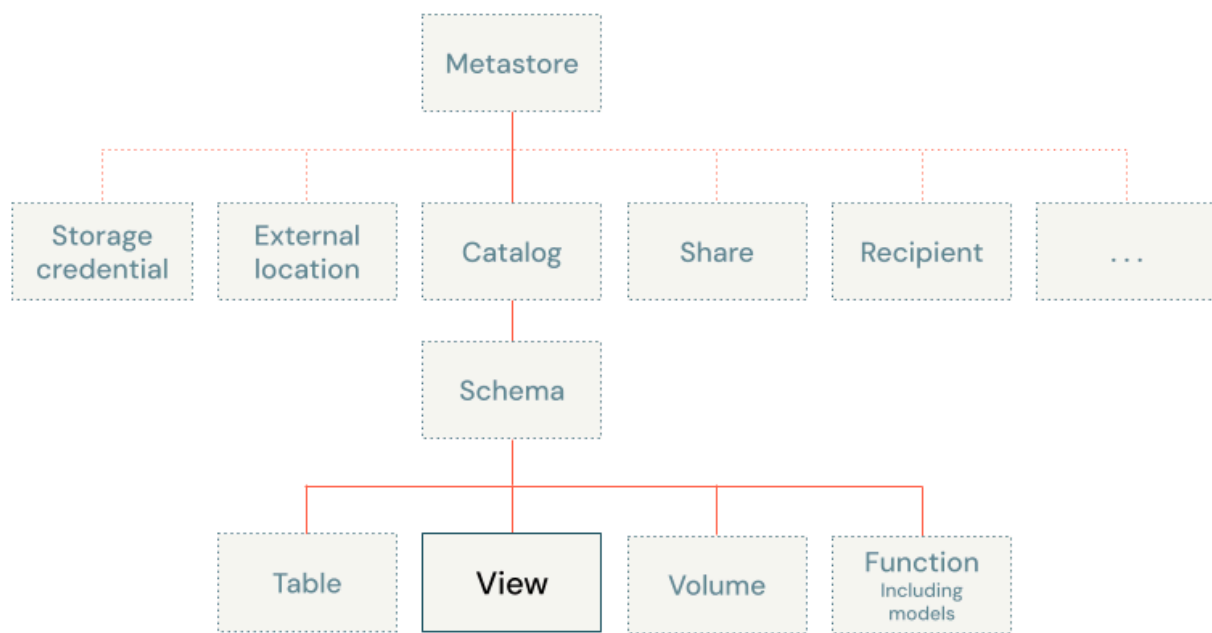 Metastore
Storage
credential
External
location
Catalog
Share
Recipient
...
Schema
Table
View
Volume
Function
Including
models